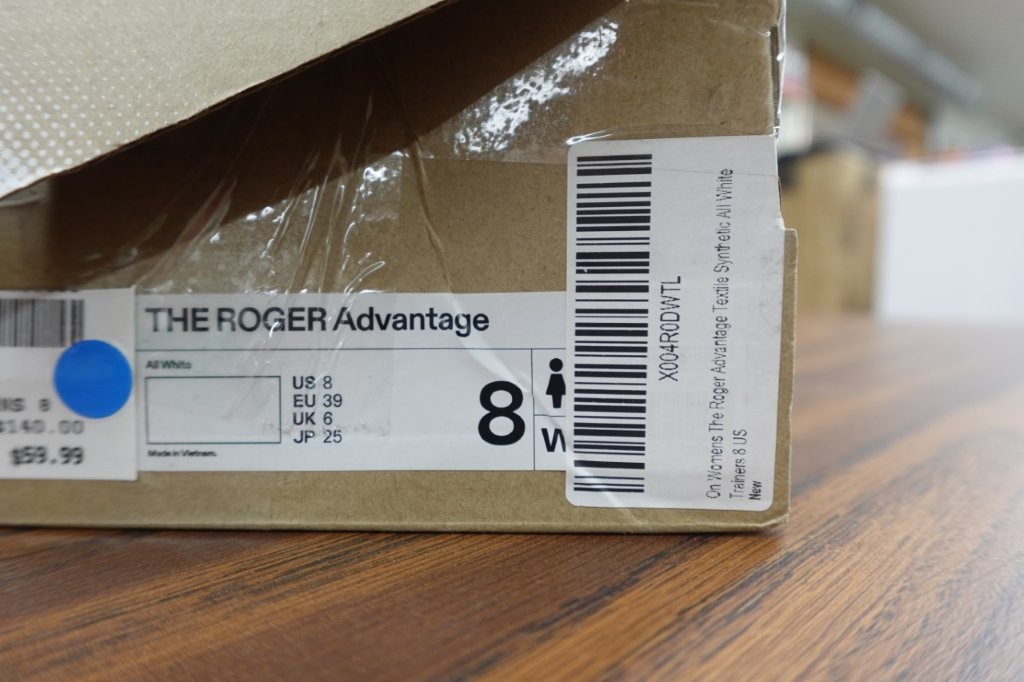 THE ROGER Advantage
All White
US 8
EU 39
UK 6
JP 25
8
W
Made in Vietnam.
8
$140.00
$59.99
X004R0DWTL
On Womens The Roger Advantage Textile Synthetic All White
Trainers 8 US
New